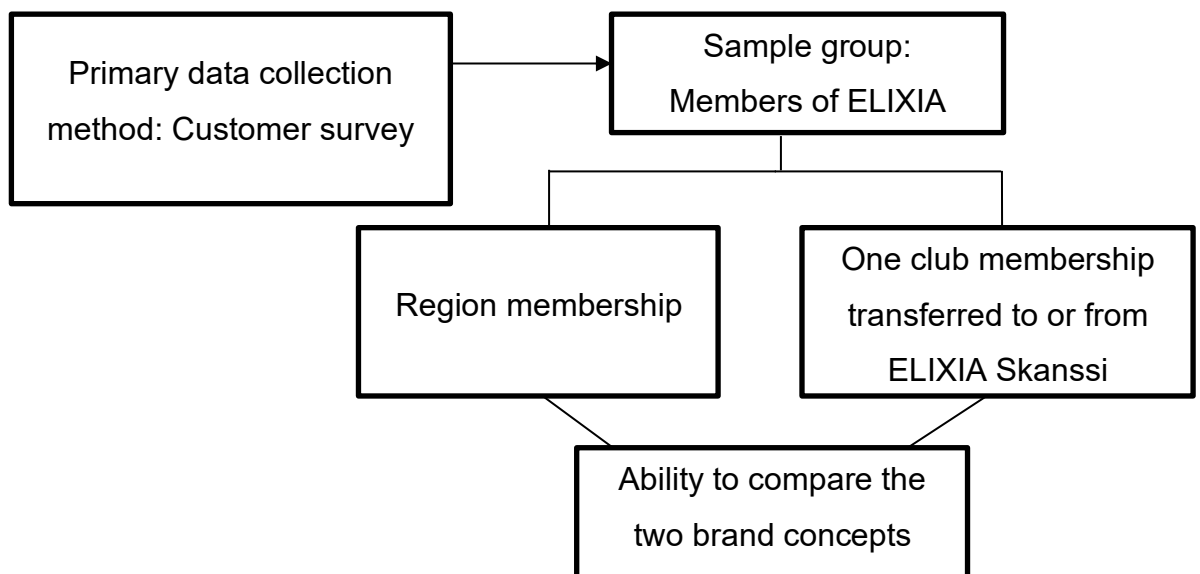 Primary data collection
method: Customer survey
Sample group:
Members of ELIXIA
Region membership
One club membership
transferred to or from
ELIXIA Skanssi
Ability to compare the
two brand concepts